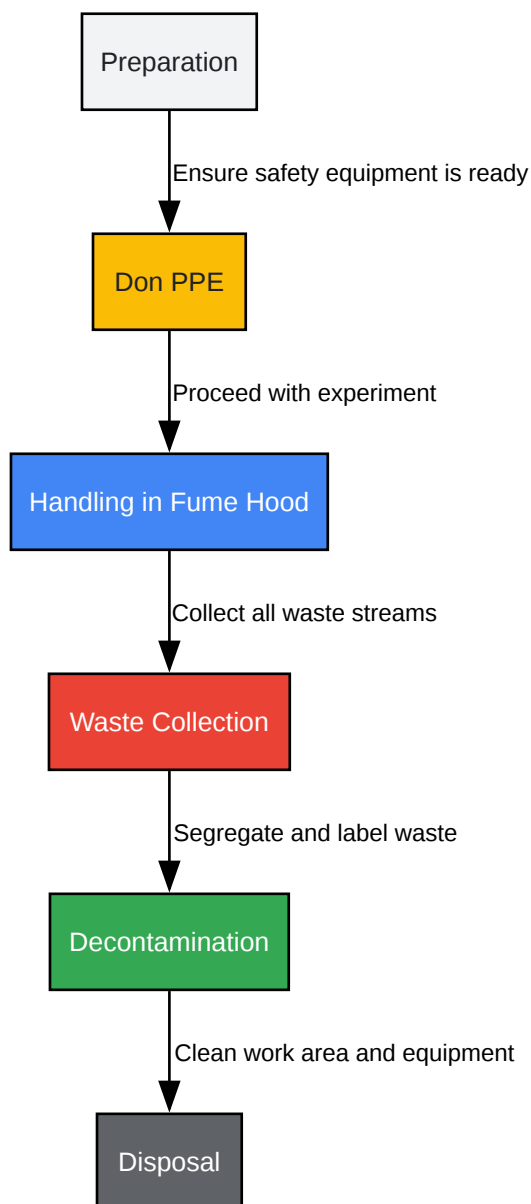 Preparation
Ensure safety equipment is ready
Don PPE
Proceed with experiment
Handling in Fume Hood
Collect all waste streams
Waste Collection
Segregate and label waste
Decontamination
Clean work area and equipment
Disposal